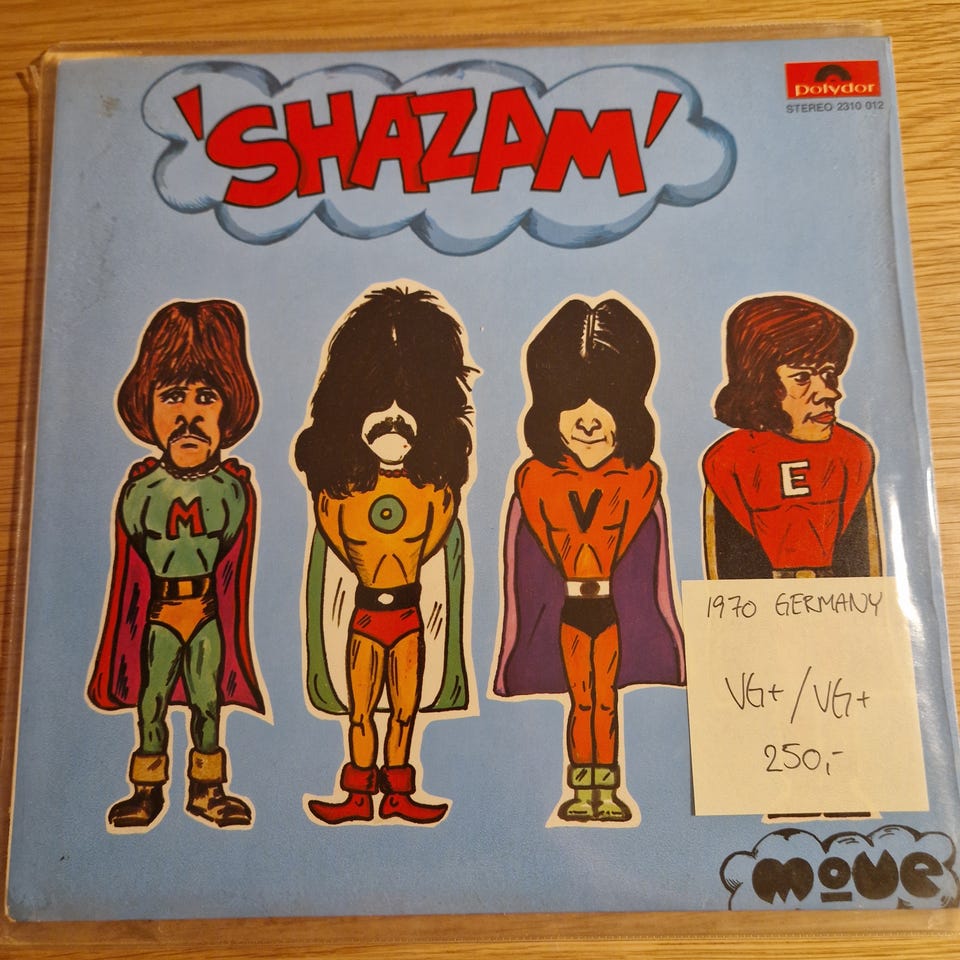 'SHAZAM'
polydor
STEREO 2310 012
M
O
V
E
1970 GERMANY
VG+/VG+
250,-
MOVE